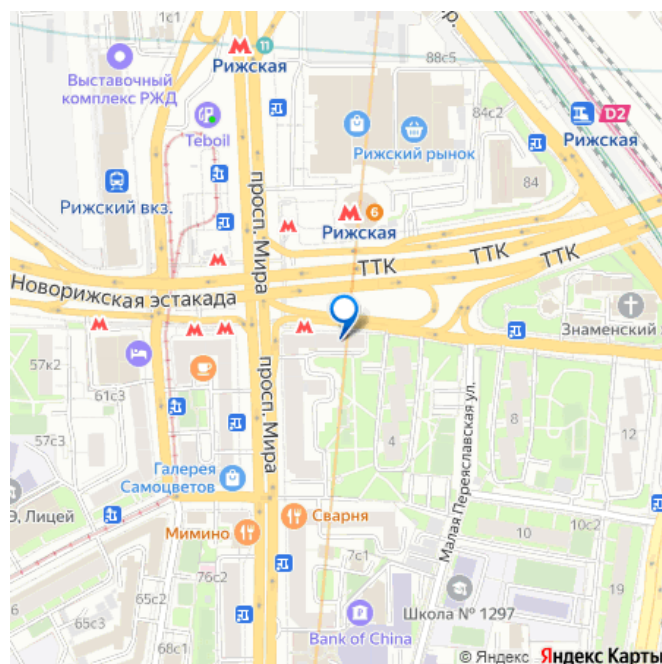 1с1
р.
88с5
11
Рижская
Выставочный
комплекс РЖД
Teboil
84с2
D2
Рижская
Рижский рынок
84
Рижский вкз.
просп. Мира
6
Рижская
ТТК
ТТК
ТТК
Новорижская эстакада
Знаменский
57к2
61с3
просп. Мира
Малая Переяславская ул.
57с3
4
8
12
Галерея
Самоцветов
Э, Лицей
Сварня
Мимино
10
10с2
7с1
76с2
6
65с2
65с3
68с1
Школа № 1297
19
Bank of China
© Яндекс Яндекс Карты